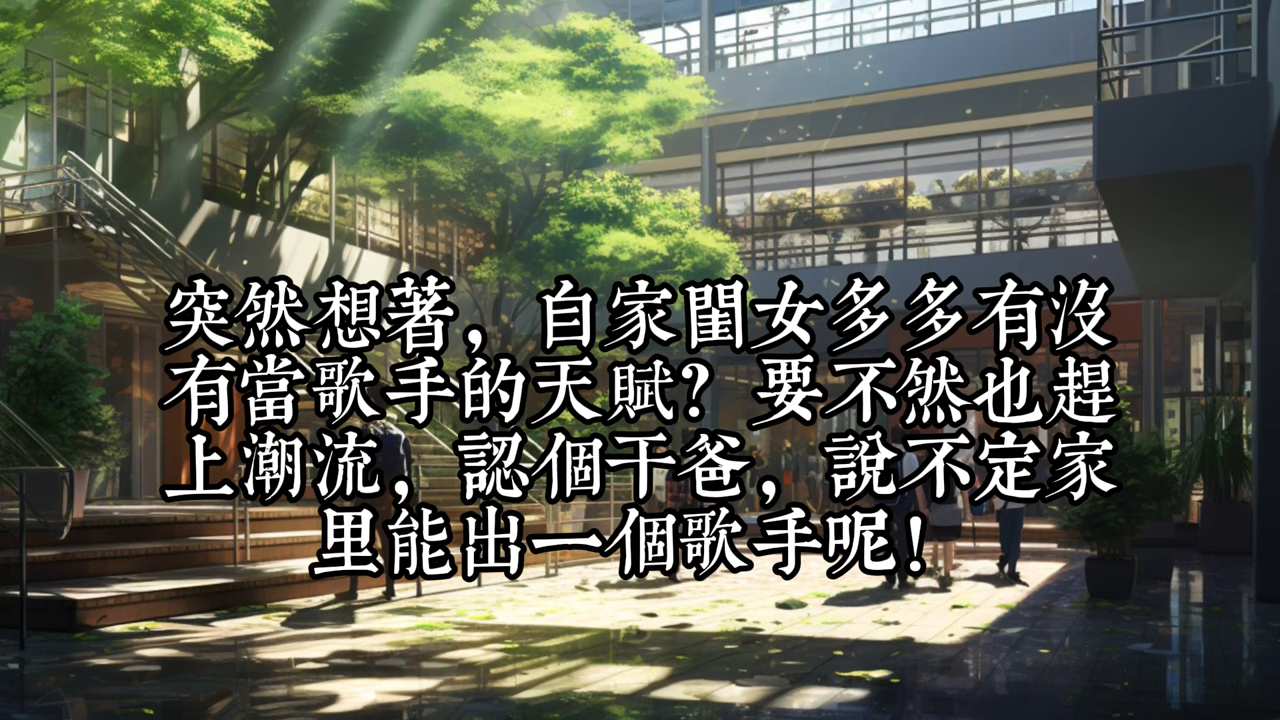 突然想著，自家閨女多多有沒
有當歌手的天賦？要不然也趕
上潮流，認個干爸，說不定家
里能出一個歌手呢！